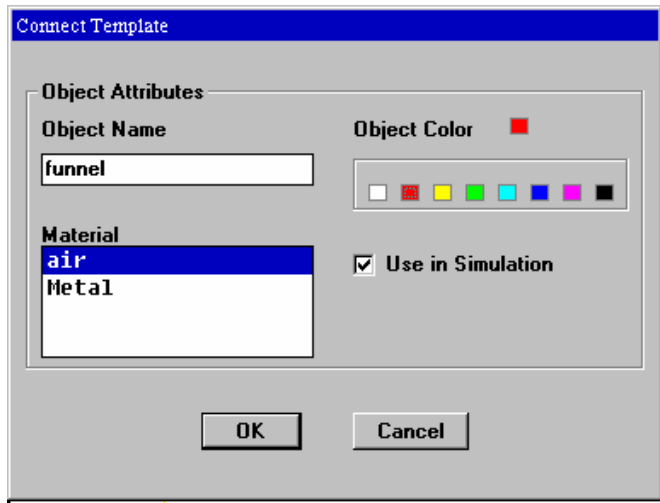 Connect Template
Object Attributes
Object Name
Object Color
funnel
Material
air
Metal
Use in Simulation
OK
Cancel